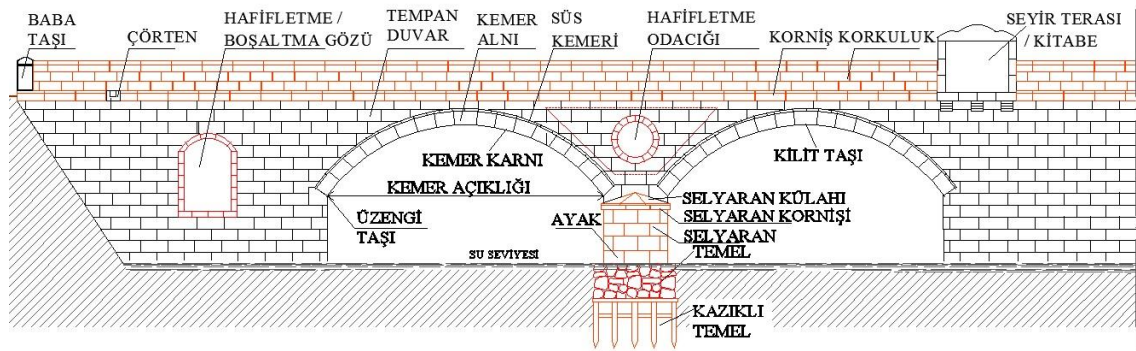 BABA
TAŞI
ÇÖRTEN
HAFİFLETME /
BOŞALTMA GÖZÜ
TEMPAN
DUVAR
KEMER
ALNI
SÜS
KEMERİ
HAFİFLETME
ODACIĞI
KORNİŞ
KORKULUK
SEYİR TERASI
/ KİTABE
KEMER KARNI
KİLİT TAŞI
KEMER AÇIKLIĞI
ÜZENGİ
TAŞI
AYAK
SELYARAN KÜLAHI
SELYARAN KORNİŞİ
SELYARAN
TEMEL
SU SEVİYESİ
KAZIKLI
TEMEL